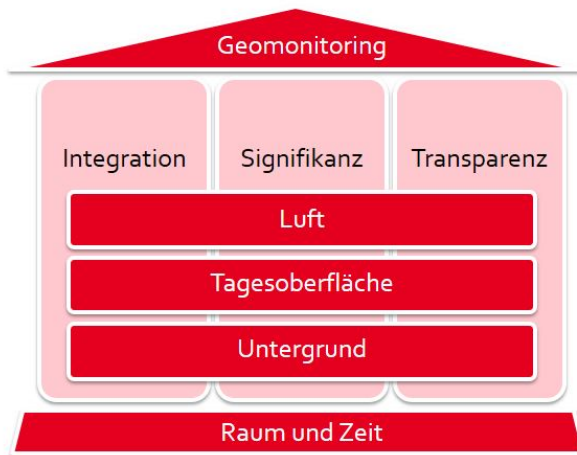 Geomonitoring
Integration
Signifikanz
Transparenz
Luft
Tagesoberfläche
Untergrund
Raum und Zeit